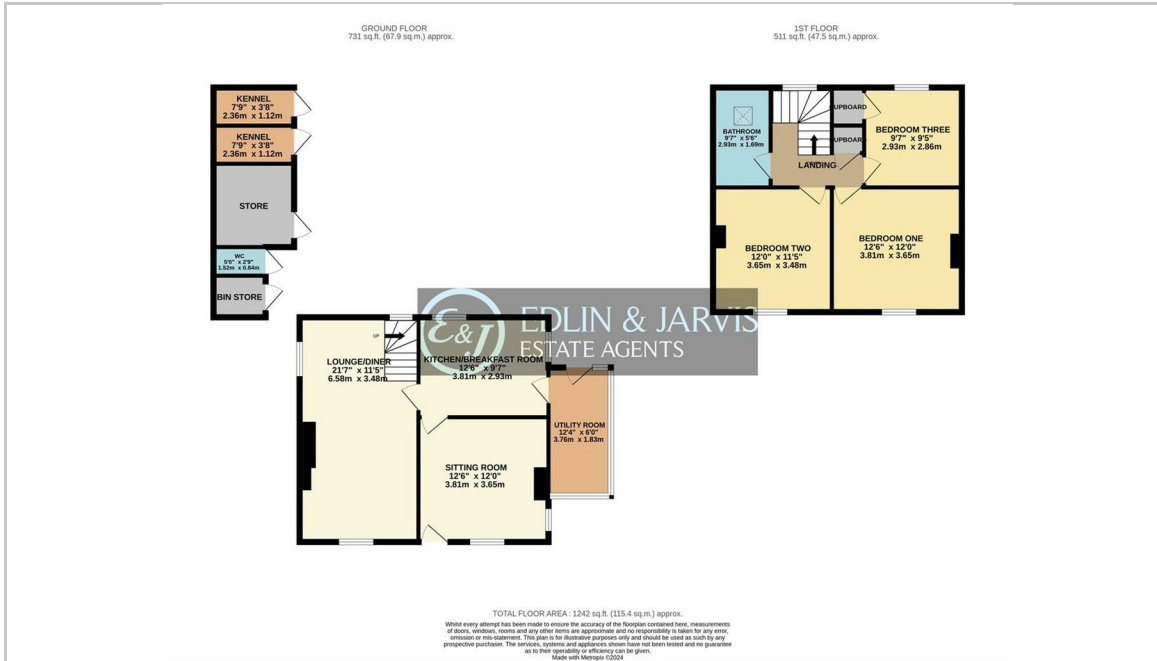 GROUND FLOOR
731 sq.ft. (67.9 sq.m.) approx.
1ST FLOOR
511 sq.ft. (47.5 sq.m.) approx.
KENNEL
7'9" x 3'8"
2.36m x 1.12m
KENNEL
7'9" x 3'8"
2.36m x 1.12m
STORE
WC
5'0" x 2'9"
1.52m x 0.84m
BIN STORE
BATHROOM
9'7" x 5'6"
2.93m x 1.69m
UPBOARD
UPBOARD
LANDING
BEDROOM THREE
9'7" x 9'5"
2.93m x 2.86m
BEDROOM TWO
12'0" x 11'5"
3.65m x 3.48m
BEDROOM ONE
12'6" x 12'0"
3.81m x 3.65m
E&J
EDLIN & JARVIS
ESTATE AGENTS
UP
LOUNGE/DINER
21'7" x 11'5"
6.58m x 3.48m
KITCHEN/BREAKFAST ROOM
12'6" x 9'7"
3.81m x 2.93m
UTILITY ROOM
12'4" x 6'0"
3.76m x 1.83m
SITTING ROOM
12'6" x 12'0"
3.81m x 3.65m
TOTAL FLOOR AREA : 1242 sq.ft. (115.4 sq.m.) approx.
Whilst every attempt has been made to ensure the accuracy of the floorplan contained here, measurements
of doors, windows, rooms and any other items are approximate and no responsibility is taken for any error,
omission or mis-statement. This plan is for illustrative purposes only and should be used as such by any
prospective purchaser. The services, systems and appliances shown have not been tested and no guarantee
as to their operability or efficiency can be given.
Made with Metropix ©2024